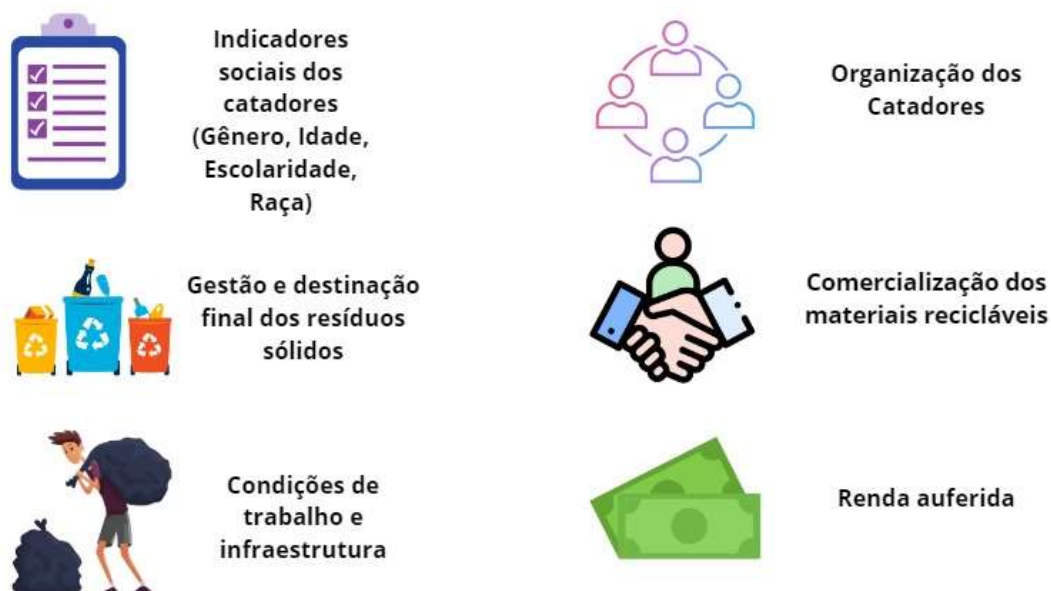 Indicadores
sociais dos
catadores
(Gênero, Idade,
Escolaridade,
Raça)
Organização dos
Catadores
Gestão e destinação
final dos resíduos
sólidos
Comercialização dos
materiais recicláveis
Condições de
trabalho e
infraestrutura
Renda auferida